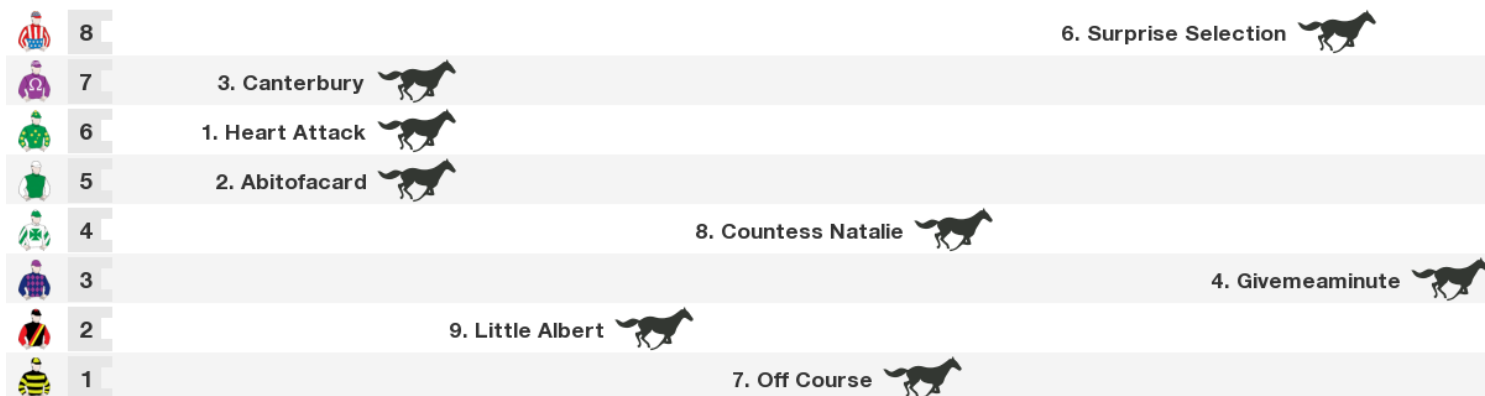 8 6. Surprise Selection
7 Ω 3. Canterbury
6 1. Heart Attack
5 2. Abitofacard
4 8. Countess Natalie
3 4. Givemeaminute
2 9. Little Albert
1 7. Off Course